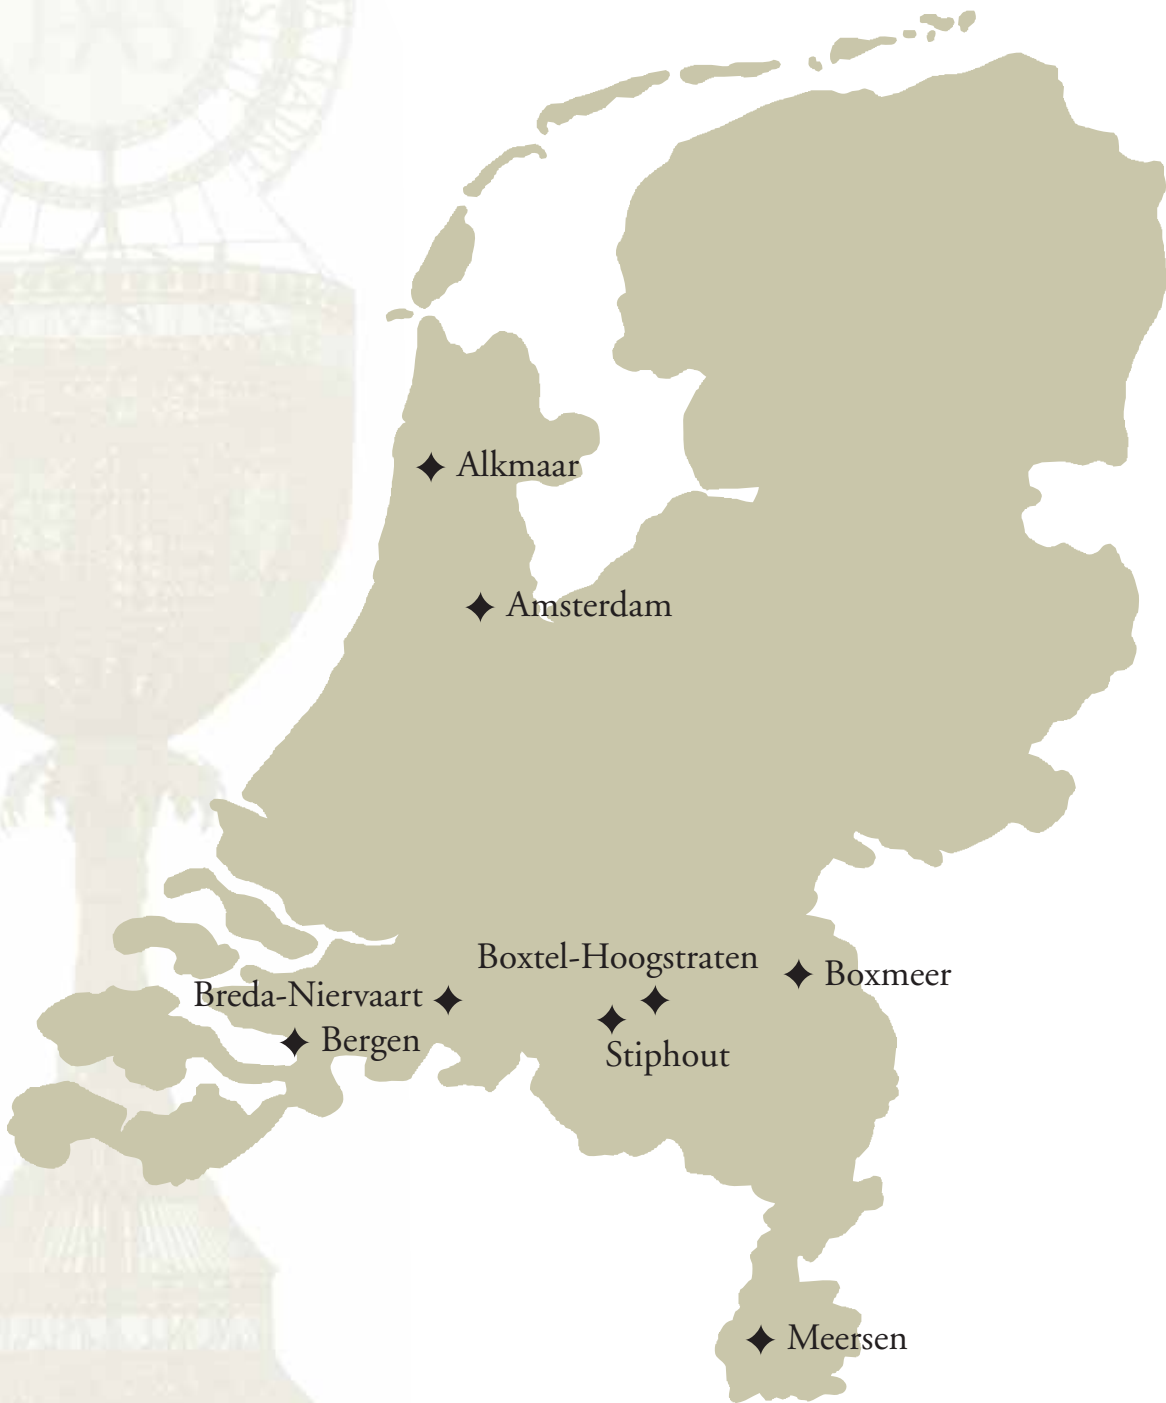 Alkmaar
Amsterdam
Boxtel-Hoogstraten
Boxmeer
Breda-Niervaart
Bergen
Stiphout
Meersen